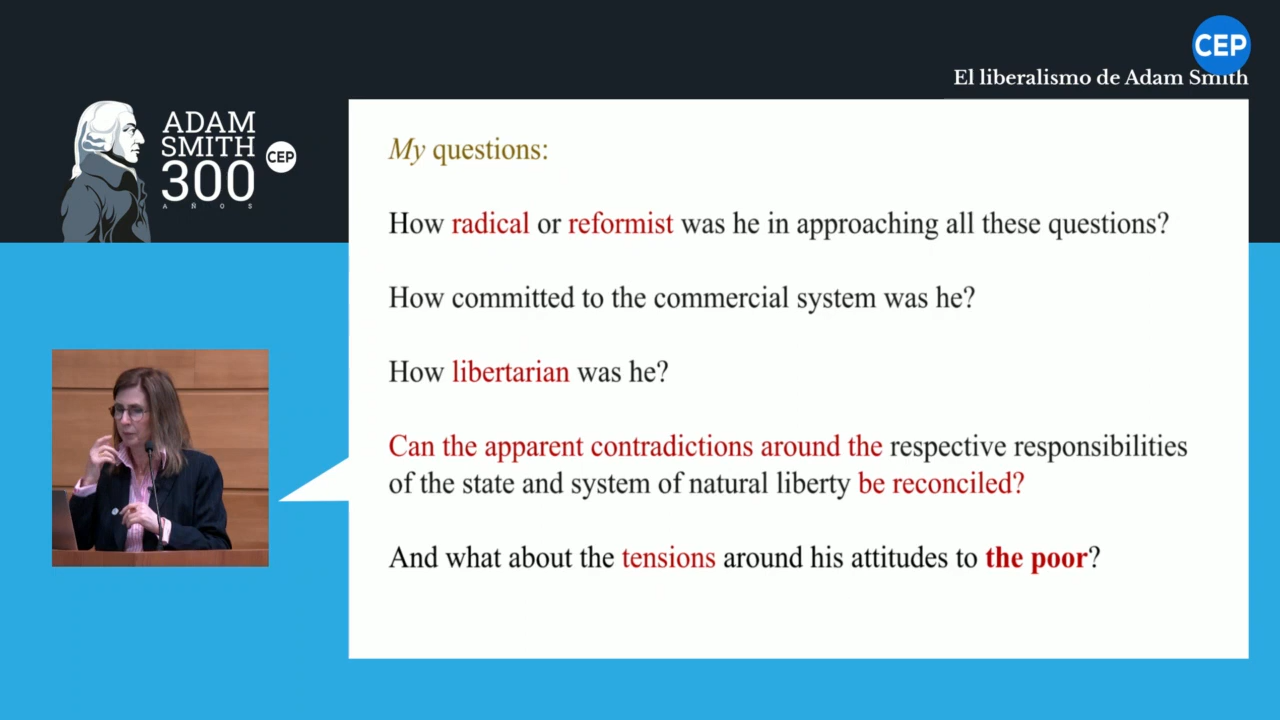 CEP
El liberalismo de Adam Smith
ADAM
SMITH
300
AÑOS
CEP
My questions:
How radical or reformist was he in approaching all these questions?
How committed to the commercial system was he?
How libertarian was he?
Can the apparent contradictions around the respective responsibilities
of the state and system of natural liberty be reconciled?
And what about the tensions around his attitudes to the poor?